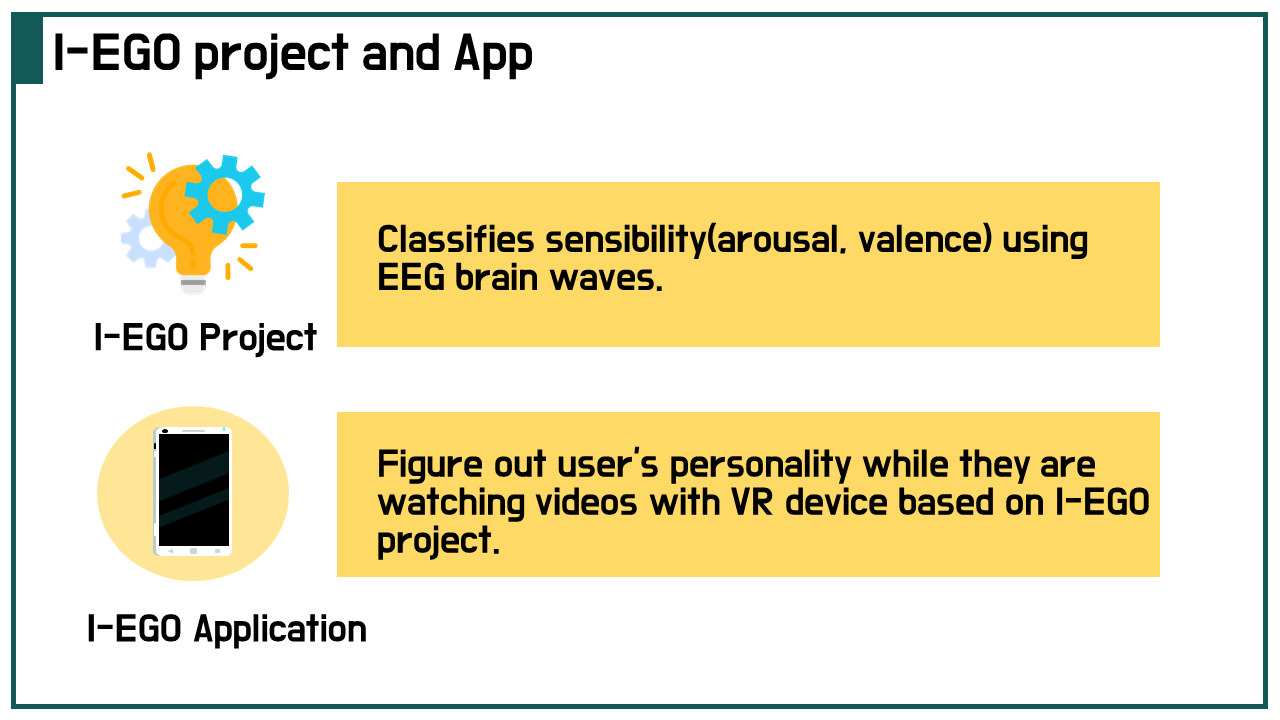 I-EGO project and App
Classifies sensibility(arousal, valence) using
EEG brain waves.
I-EGO Project
Figure out user's personality while they are
watching videos with VR device based on I-EGO
project.
I-EGO Application